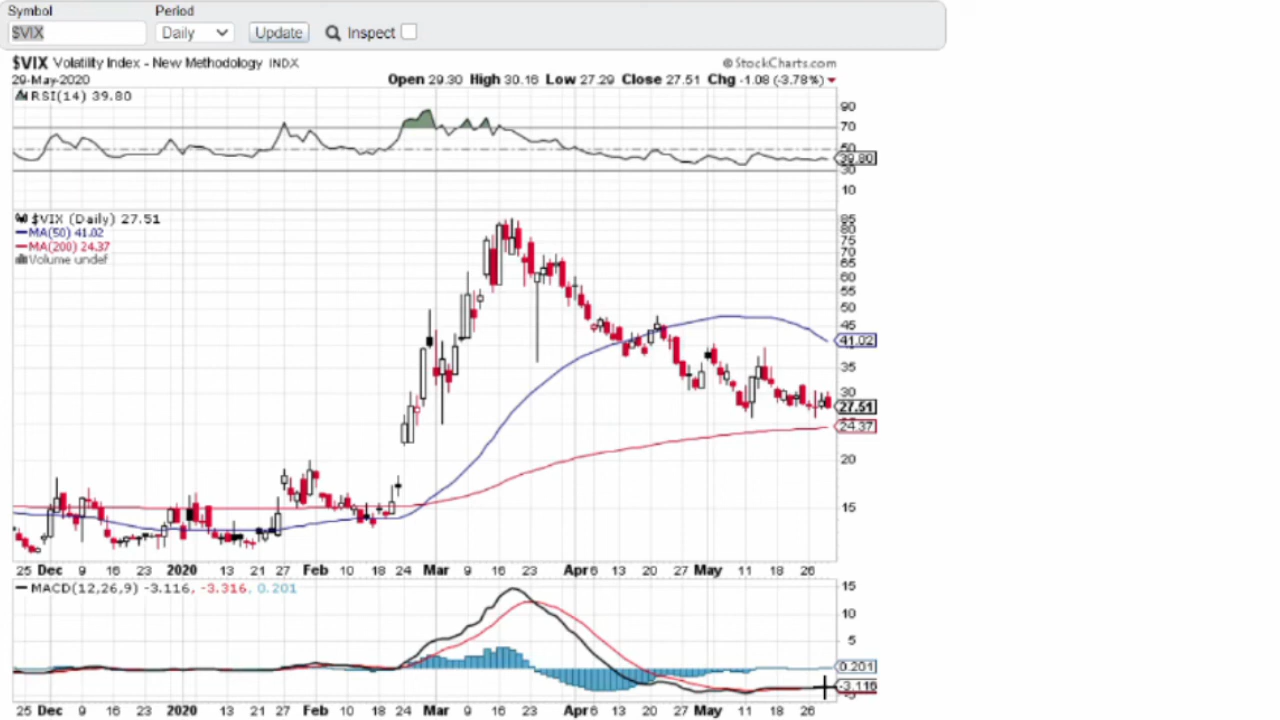 Symbol Period
$VIX Daily Update Inspect
$VIX Volatility Index - New Methodology INDX © StockCharts.com
29-May-2020 Open 29.30 High 30.16 Low 27.29 Close 27.51 Chg -1.08 (-3.78%)
RSI(14) 39.80
90
70
50
39.80
30
10
$VIX (Daily) 27.51
MA(50) 41.02
MA(200) 24.37
Volume undef
85
80
75
70
65
60
55
50
45
41.02
35
30
27.51
24.37
20
15
25 Dec 9 16 23 2020 13 21 27 Feb 10 18 24 Mar 9 16 23 Apr 6 13 20 27 May 11 18 26
MACD(12,26,9) -3.116, -3.316, 0.201
15
10
5
0.201
-3.116
-5
25 Dec 9 16 23 2020 13 21 27 Feb 10 18 24 Mar 9 16 23 Apr 6 13 20 27 May 11 18 26